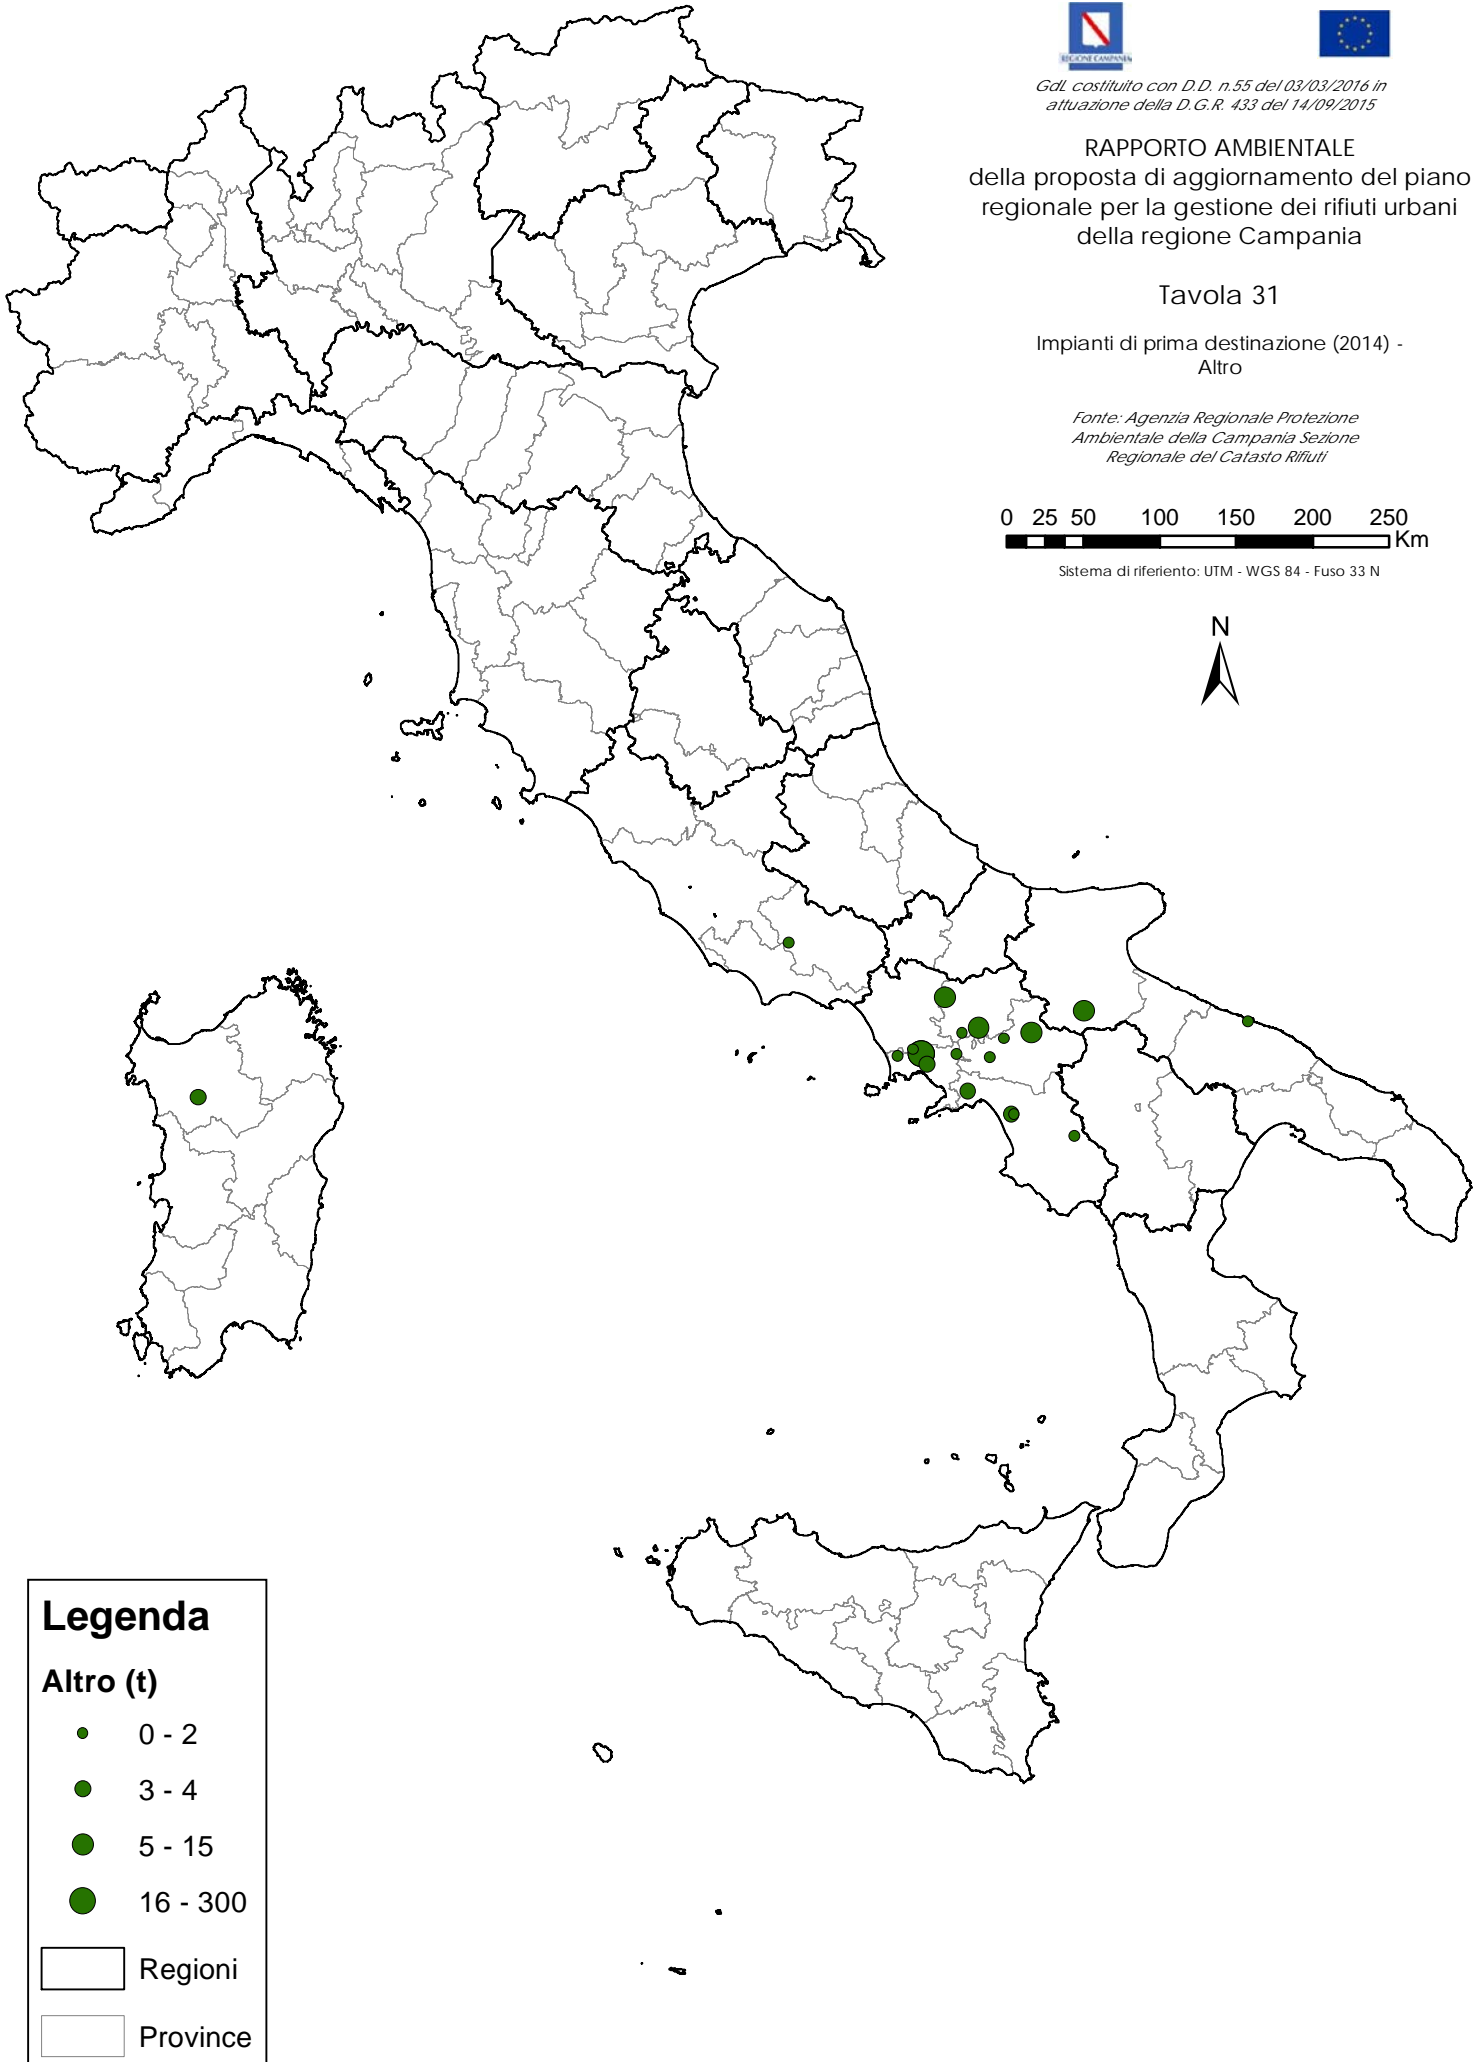 REGIONE CAMPANIA
GdL costituito con D.D. n.55 del 03/03/2016 in
attuazione della D.G.R. 433 del 14/09/2015
RAPPORTO AMBIENTALE
della proposta di aggiornamento del piano
regionale per la gestione dei rifiuti urbani
della regione Campania
Tavola 31
Impianti di prima destinazione (2014) -
Altro
Fonte: Agenzia Regionale Protezione
Ambientale della Campania Sezione
Regionale del Catasto Rifiuti
0 25 50 100 150 200 250
Km
Sistema di riferiento: UTM - WGS 84 - Fuso 33 N
N
Legenda
Altro (t)
0 - 2
3 - 4
5 - 15
16 - 300
Regioni
Province